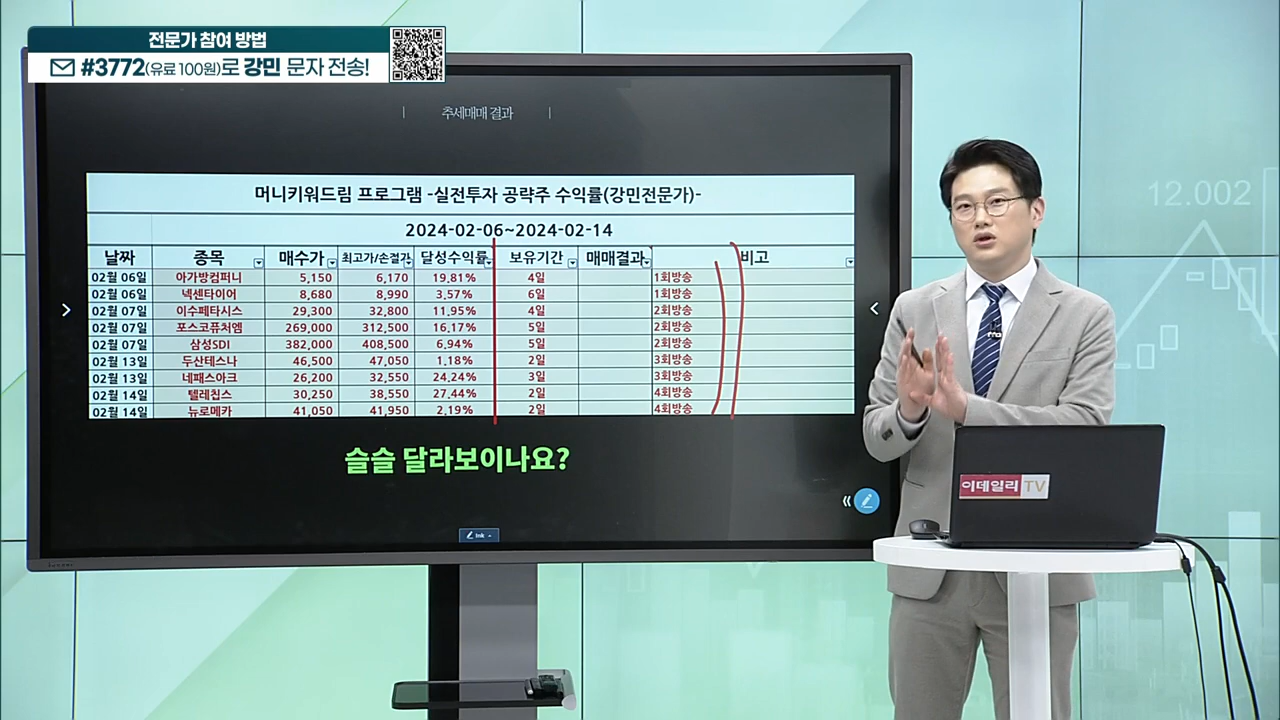 전문가 참여 방법
#3772(유료 100원)로 강민 문자 전송!
추세매매 결과
머니키워드림 프로그램 -실전투자 공략주 수익률(강민전문가)-
2024-02-06~2024-02-14
날짜 종목 매수가 최고가/손절가 달성수익률 보유기간 매매결과 비고
02월 06일 아가방컴퍼니 5,150 6,170 19,81% 4일 1회방송
02월 06일 넥센타이어 8,680 8,990 3,57% 6일 1회방송
02월 07일 이수페타시스 29,300 32,800 11,95% 4일 2회방송
02월 07일 포스코퓨처엠 269,000 312,500 16,17% 5일 2회방송
02월 07일 삼성SDI 382,000 408,500 6,94% 5일 2회방송
02월 13일 두산테스나 46,500 47,050 1,18% 2일 3회방송
02월 13일 네패스아크 26,200 32,550 24,24% 3일 3회방송
02월 14일 텔레칩스 30,250 38,550 27,44% 2일 4회방송
02월 14일 뉴로메카 41,050 41,950 2,19% 2일 4회방송
슬슬 달라보이나요?
Ink
12.002
이데일리 TV